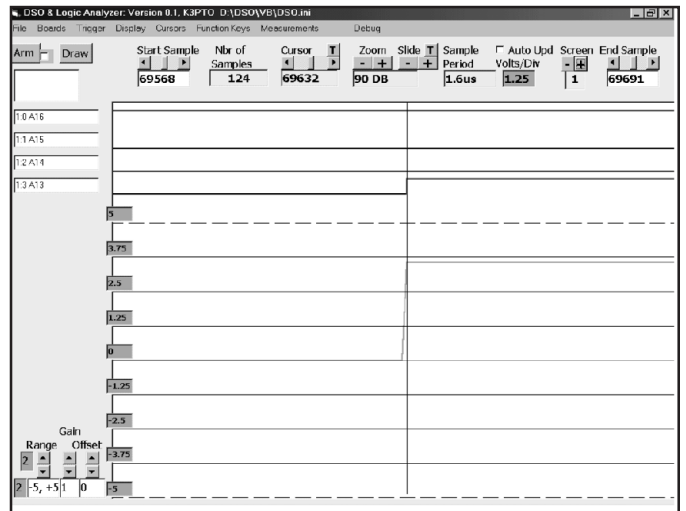 DSO & Logic Analyzer: Version 0.1, K3PTO D:\DSO\VB\DSO.ini
File Boards Trigger Display Cursors Function Keys Measurements Debug
Arm Draw
Start Sample Nbr of Samples Cursor T Zoom Slide T Sample Period Auto Upd Volts/Div Screen End Sample
69568 124 69632 90 DB 1.6us 1.25 1 69691
1:0 A16
1:1 A15
1:2 A14
1:3 A13
5
3.75
2.5
1.25
0
-1.25
-2.5
-3.75
-5
Gain
Range Offset
2
2 -5, +5 1 0